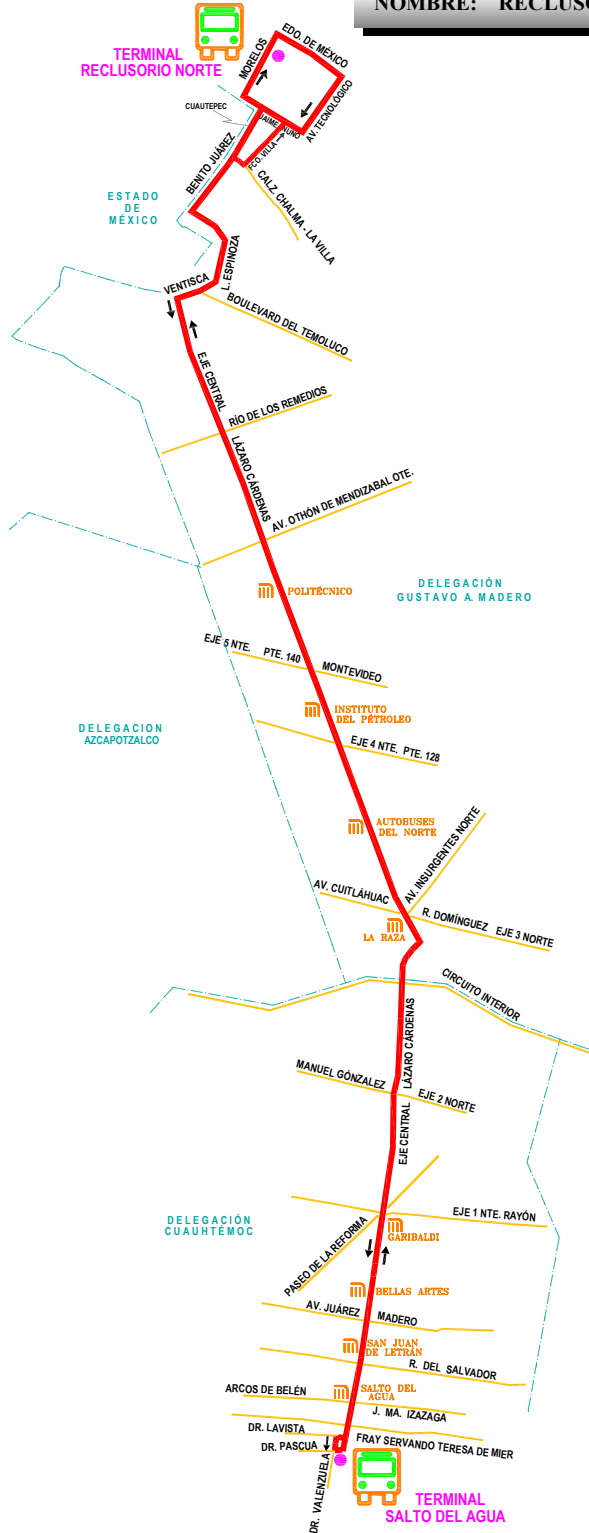 NOMBRE: RECLUSO
TERMINAL
RECLUSORIO NORTE
MORELOS
EDO. DE MÉXICO
AV. TECNOLÓGICO
CUAUTEPEC
JAIME NUNO
FCO. VILLA
BENITO JUÁREZ
CALZ. CHALMA - LA VILLA
ESTADO
DE
MÉXICO
L. ESPINOZA
VENTISCA
BOULEVARD DEL TEMOLUCO
EJE CENTRAL
RÍO DE LOS REMEDIOS
LÁZARO CÁRDENAS
AV. OTHÓN DE MENDIZABAL OTE.
POLITÉCNICO
DELEGACIÓN
GUSTAVO A. MADERO
EJE 5 NTE. PTE. 140 MONTEVIDEO
INSTITUTO
DEL PÉTROLEO
DELEGACION
AZCAPOTZALCO
EJE 4 NTE. PTE. 128
AUTOBUSES
DEL NORTE
AV. INSURGENTES NORTE
AV. CUITLÁHUAC
R. DOMÍNGUEZ EJE 3 NORTE
LA RAZA
CIRCUITO INTERIOR
LÁZARO CÁRDENAS
MANUEL GÓNZALEZ
EJE 2 NORTE
EJE CENTRAL
DELEGACIÓN
CUAUHTÉMOC
EJE 1 NTE. RAYÓN
GARIBALDI
PASEO DE LA REFORMA
BELLAS ARTES
AV. JUÁREZ
MADERO
SAN JUAN
DE LETRÁN
R. DEL SALVADOR
SALTO DEL
AGUA
ARCOS DE BELÉN
J. MA. IZAZAGA
DR. LAVISTA
FRAY SERVANDO TERESA DE MIER
DR. PASCUA
DR. VALENZUELA
TERMINAL
SALTO DEL AGUA